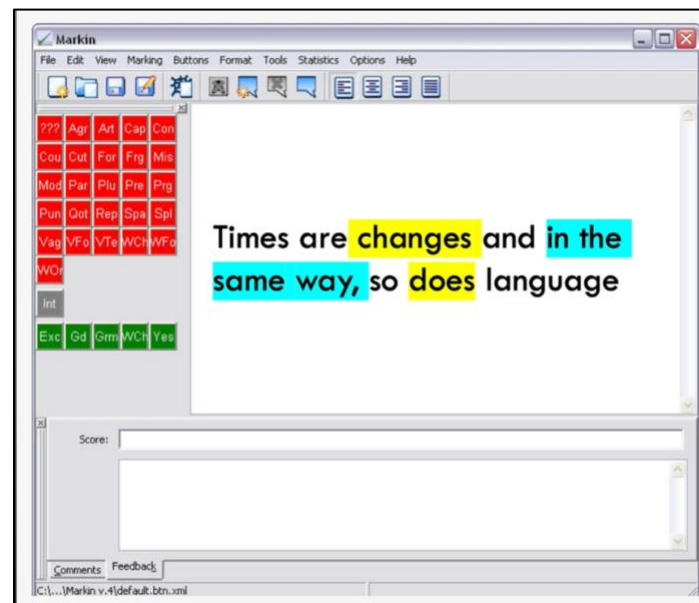 Markin
File Edit View Marking Buttons Format Tools Statistics Options Help
??? Agr Art Cap Con
Cou Cut For Frg Mis
Mod Par Plu Pre Prg
Pun Qot Rep Spa Spl
Vag VFo VTe WCh WFo
WOr
Int
Exc Gd Grm WCh Yes
Times are changes and in the
same way, so does language
Score:
Comments Feedback
C:\...\Markin v.4\default.btn.xml